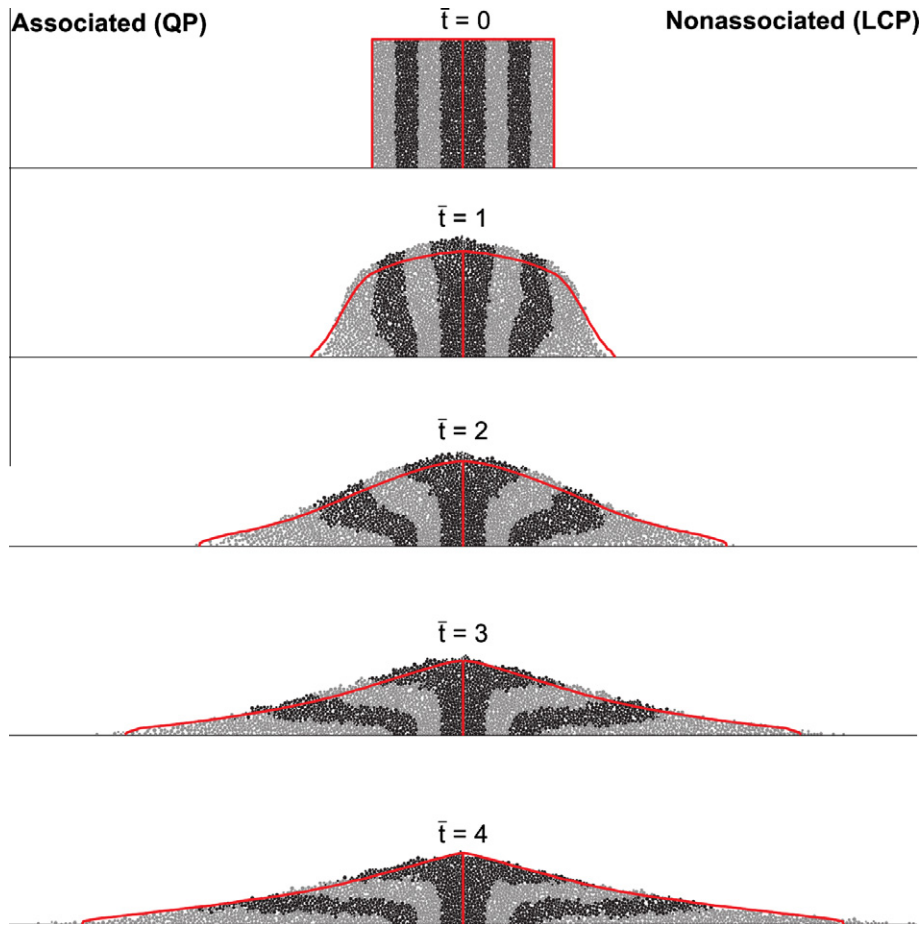 Associated (QP)
t̄ = 0
Nonassociated (LCP)
t̄ = 1
t̄ = 2
t̄ = 3
t̄ = 4